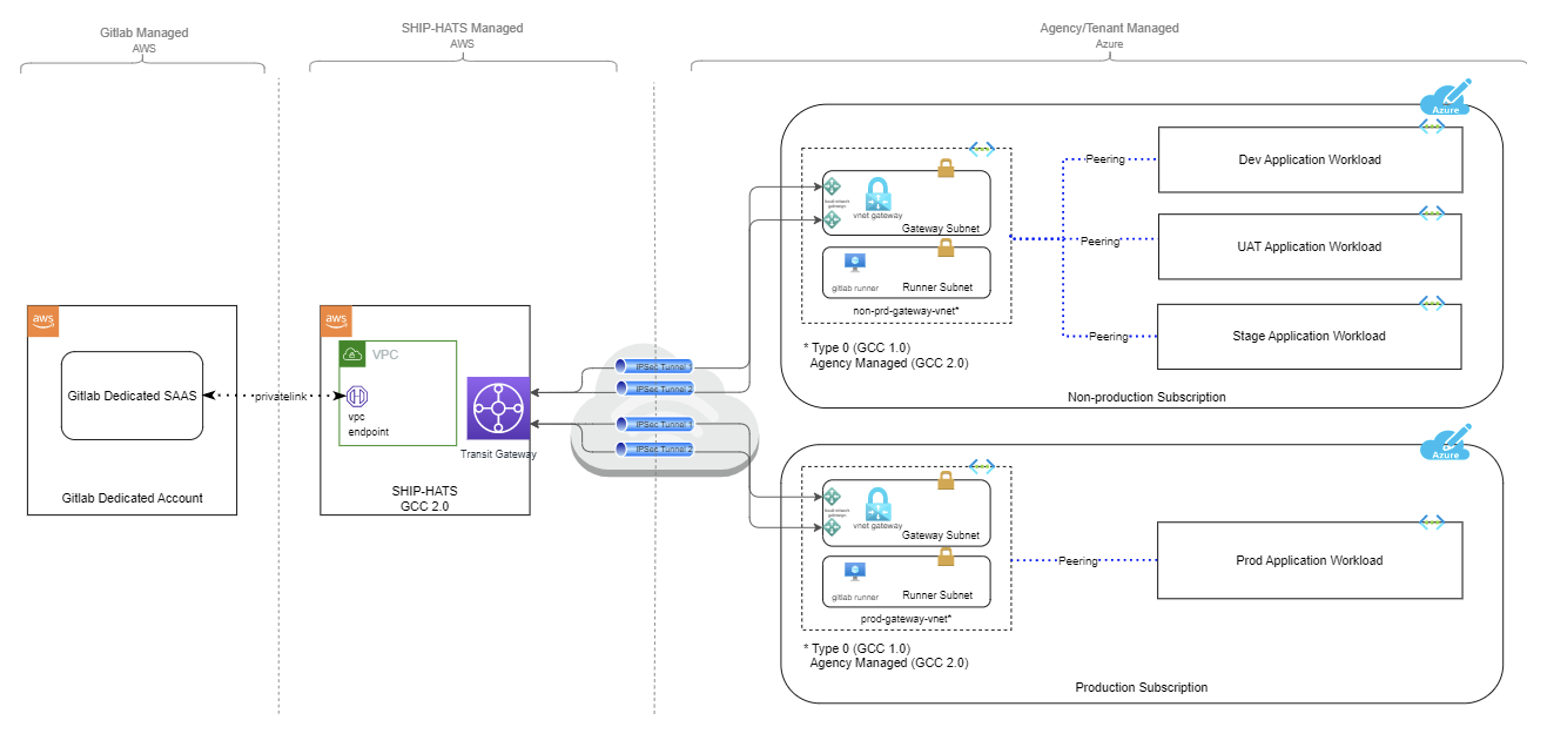 Gitlab Managed
AWS
SHIP-HATS Managed
AWS
Agency/Tenant Managed
Azure
aws
Gitlab Dedicated SAAS
Gitlab Dedicated Account
privatelink
aws
VPC
vpc
endpoint
Transit Gateway
SHIP-HATS
GCC 2.0
IPSec Tunnel 1
IPSec Tunnel 2
IPSec Tunnel 1
IPSec Tunnel 2
Azure
local network
gateways
vnet gateway
Gateway Subnet
gitlab runner
Runner Subnet
non-prd-gateway-vnet*
* Type 0 (GCC 1.0)
Agency Managed (GCC 2.0)
Peering
Dev Application Workload
Peering
UAT Application Workload
Peering
Stage Application Workload
Non-production Subscription
Azure
local network
gateways
vnet gateway
Gateway Subnet
gitlab runner
Runner Subnet
prod-gateway-vnet*
* Type 0 (GCC 1.0)
Agency Managed (GCC 2.0)
Peering
Prod Application Workload
Production Subscription